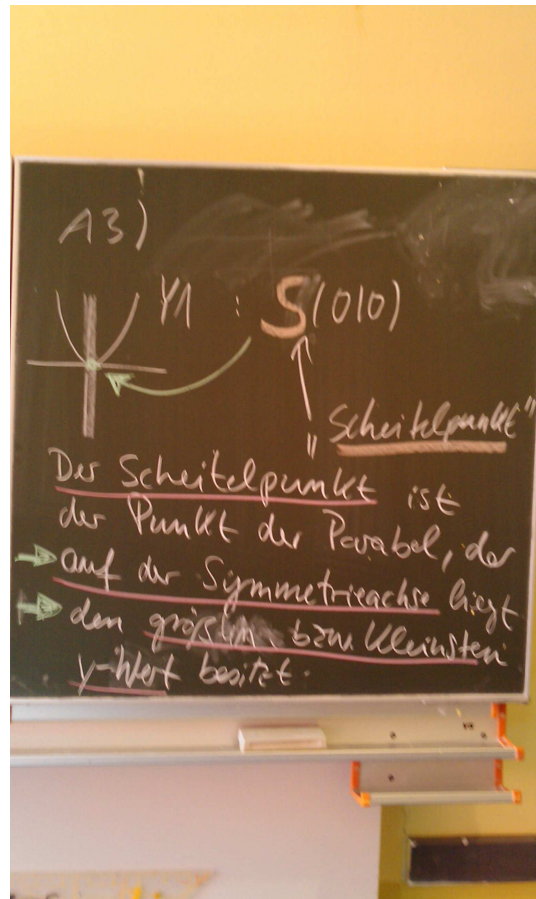 A3)
Y1 : S(0|0)
"Scheitelpunkt"
Der Scheitelpunkt ist
der Punkt der Parabel, der
auf der Symmetrieachse liegt
den größten bzw. kleinsten
y-Wert besitzt.